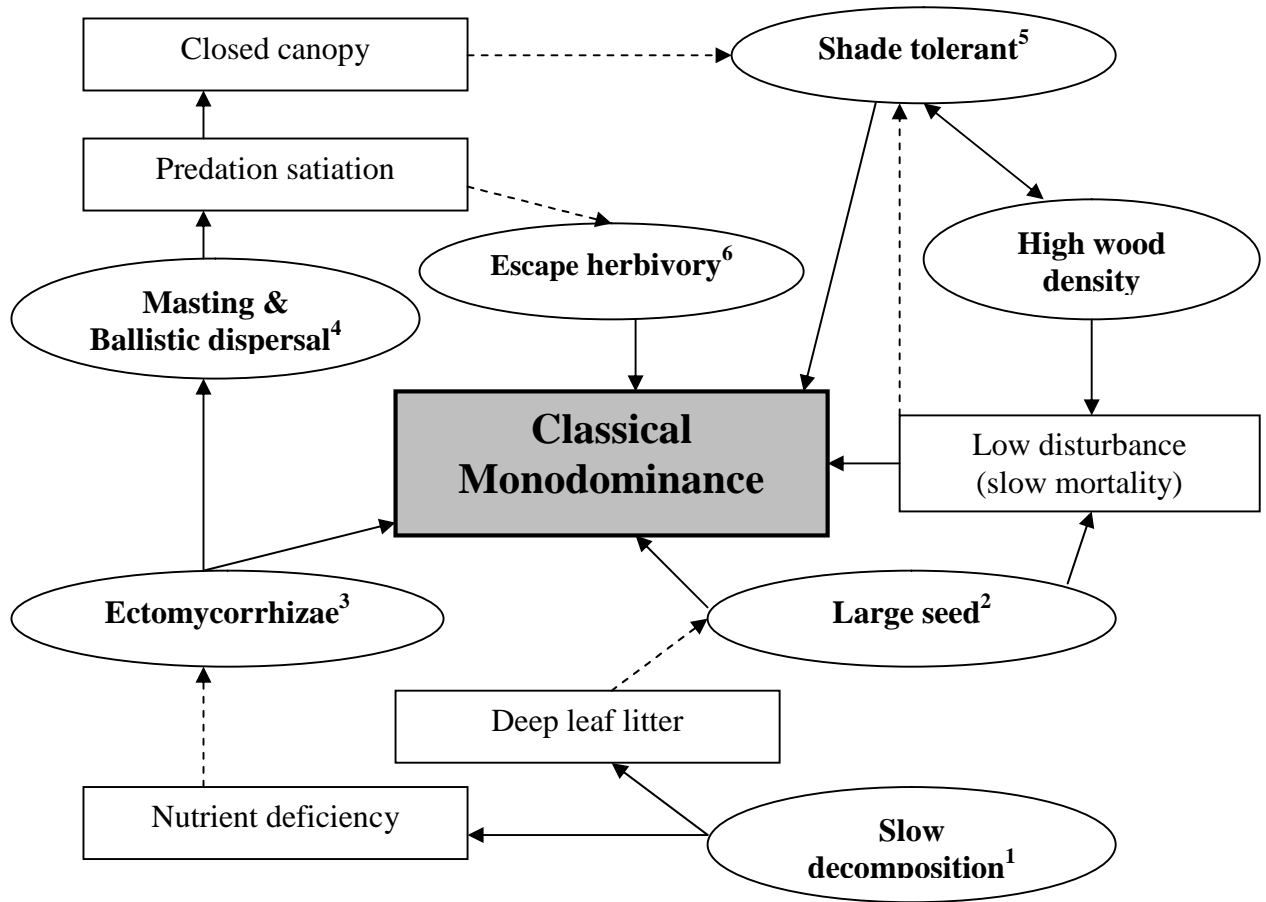 Closed canopy
Shade tolerant⁵
Predation satiation
Escape herbivory⁶
High wood
density
Masting &
Ballistic dispersal⁴
Classical
Monodominance
Low disturbance
(slow mortality)
Ectomycorrhizae³
Large seed²
Deep leaf litter
Nutrient deficiency
Slow
decomposition¹